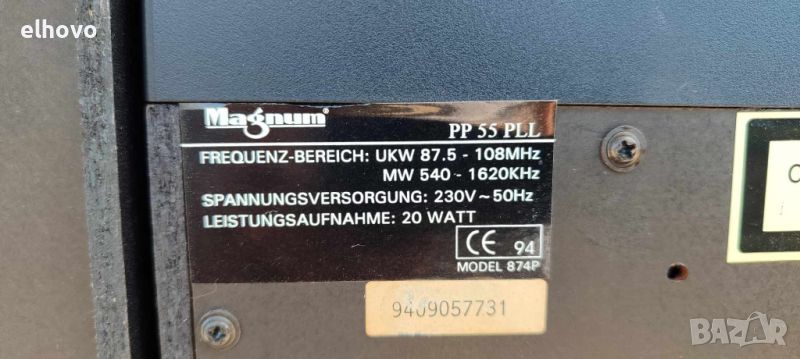 elhovo
Magnum®
PP 55 PLL
FREQUENZ-BEREICH: UKW 87.5 - 108MHz
MW 540 - 1620KHz
SPANNUNGSVERSORGUNG: 230V~50Hz
LEISTUNGSAUFNAHME: 20 WATT
CE 94
MODEL 874P
9409057731
BAZAR